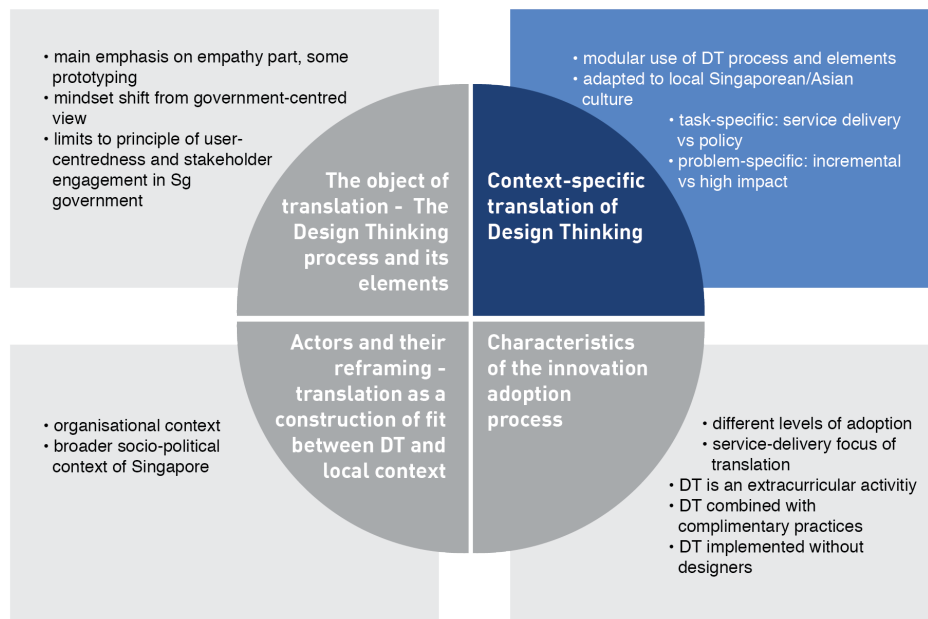 • main emphasis on empathy part, some
prototyping
• mindset shift from government-centred
view
• limits to principle of user-
centredness and stakeholder
engagement in Sg
government
The object of
translation - The
Design Thinking
process and its
elements
• modular use of DT process and elements
• adapted to local Singaporean/Asian
culture
• task-specific: service delivery
vs policy
• problem-specific: incremental
vs high impact
Context-specific
translation of
Design Thinking
Actors and their
reframing -
translation as a
construction of fit
between DT and
local context
• organisational context
• broader socio-political
context of Singapore
Characteristics
of the innovation
adoption
process
• different levels of adoption
• service-delivery focus of
translation
• DT is an extracurricular activitiy
• DT combined with
complimentary practices
• DT implemented without
designers